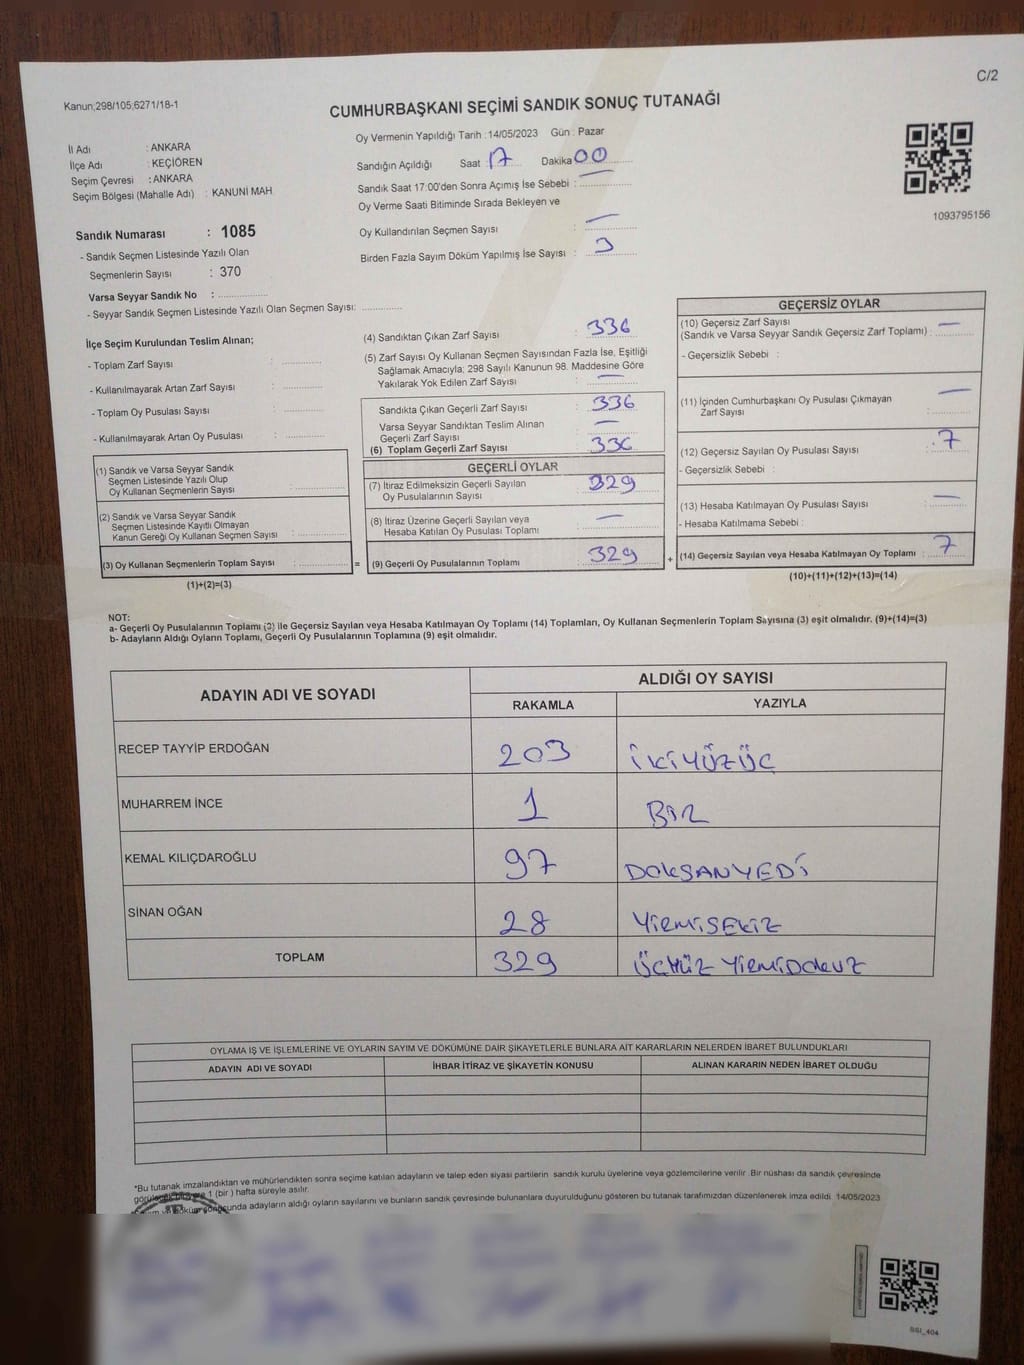 C/2
Kanun;298/105;6271/18-1
CUMHURBAŞKANI SEÇİMİ SANDIK SONUÇ TUTANAĞI
İl Adı : ANKARA
İlçe Adı : KEÇİÖREN
Seçim Çevresi : ANKARA
Seçim Bölgesi (Mahalle Adı) : KANUNİ MAH.
Oy Vermenin Yapıldığı Tarih :14/05/2023 Gün : Pazar
Sandığın Açıldığı Saat : 17 Dakika 00
Sandık Saat 17:00'den Sonra Açımış İse Sebebi : —
Oy Verme Saati Bitiminde Sırada Bekleyen ve
Oy Kullandırılan Seçmen Sayısı : —
Birden Fazla Sayım Döküm Yapılmış İse Sayısı : 3
1093795156
Sandık Numarası : 1085
- Sandık Seçmen Listesinde Yazılı Olan
Seçmenlerin Sayısı : 370
Varsa Seyyar Sandık No :
- Seyyar Sandık Seçmen Listesinde Yazılı Olan Seçmen Sayısı:
İlçe Seçim Kurulundan Teslim Alınan;
- Toplam Zarf Sayısı :
- Kullanılmayarak Artan Zarf Sayısı :
- Toplam Oy Pusulası Sayısı :
- Kullanılmayarak Artan Oy Pusulası :
(1) Sandık ve Varsa Seyyar Sandık
Seçmen Listesinde Yazılı Olup
Oy Kullanan Seçmenlerin Sayısı :
(2) Sandık ve Varsa Seyyar Sandık
Seçmen Listesinde Kayıtlı Olmayan
Kanun Gereği Oy Kullanan Seçmen Sayısı :
(3) Oy Kullanan Seçmenlerin Toplam Sayısı :
(1)+(2)=(3)
=
(4) Sandıktan Çıkan Zarf Sayısı : 336
(5) Zarf Sayısı Oy Kullanan Seçmen Sayısından Fazla İse, Eşitliği
Sağlamak Amacıyla; 298 Sayılı Kanunun 98. Maddesine Göre
Yakılarak Yok Edilen Zarf Sayısı : —
Sandıkta Çıkan Geçerli Zarf Sayısı : 336
Varsa Seyyar Sandıktan Teslim Alınan
Geçerli Zarf Sayısı : —
(6) Toplam Geçerli Zarf Sayısı : 336
GEÇERLİ OYLAR
(7) İtiraz Edilmeksizin Geçerli Sayılan
Oy Pusulalarının Sayısı : 329
(8) İtiraz Üzerine Geçerli Sayılan veya
Hesaba Katılan Oy Pusulası Toplamı : —
(9) Geçerli Oy Pusulalarının Toplamı : 329
+
GEÇERSİZ OYLAR
(10) Geçersiz Zarf Sayısı
(Sandık ve Varsa Seyyar Sandık Geçersiz Zarf Toplamı) : —
- Geçersizlik Sebebi :
(11) İçinden Cumhurbaşkanı Oy Pusulası Çıkmayan
Zarf Sayısı : —
(12) Geçersiz Sayılan Oy Pusulası Sayısı : 7
- Geçersizlik Sebebi :
(13) Hesaba Katılmayan Oy Pusulası Sayısı : —
- Hesaba Katılmama Sebebi :
(14) Geçersiz Sayılan veya Hesaba Katılmayan Oy Toplamı : 7
(10)+(11)+(12)+(13)=(14)
NOT:
a- Geçerli Oy Pusulalarının Toplamı (9) ile Geçersiz Sayılan veya Hesaba Katılmayan Oy Toplamı (14) Toplamları, Oy Kullanan Seçmenlerin Toplam Sayısına (3) eşit olmalıdır. (9)+(14)=(3)
b- Adayların Aldığı Oyların Toplamı, Geçerli Oy Pusulalarının Toplamına (9) eşit olmalıdır.
ADAYIN ADI VE SOYADI
ALDIĞI OY SAYISI
RAKAMLA YAZIYLA
RECEP TAYYİP ERDOĞAN 203 İKİYÜZÜÇ
MUHARREM İNCE 1 BİR
KEMAL KILIÇDAROĞLU 97 DOKSANYEDİ
SİNAN OĞAN 28 YİRMİSEKİZ
TOPLAM 329 ÜÇYÜZ YİRMİDOKUZ
OYLAMA İŞ VE İŞLEMLERINE VE OYLARIN SAYIM VE DÖKÜMÜNE DAİR ŞİKAYETLERLE BUNLARA AİT KARARLARIN NELERDEN İBARET BULUNDUKLARI
ADAYIN ADI VE SOYADI İHBAR İTİRAZ VE ŞİKAYETİN KONUSU ALINAN KARARIN NEDEN İBARET OLDUĞU
*Bu tutanak imzalandıktan ve mühürlendikten sonra seçime katılan adayların ve talep eden siyasi partilerin sandık kurulu üyelerine veya gözlemcilerine verilir .Bir nüshası da sandık çevresinde
1 (bir ) hafta süreyle asılır.
adayların aldığı oyların sayılarını ve bunların sandık çevresinde bulunanlara duyurulduğunu gösteren bu tutanak tarafımızdan düzenlenerek imza edildi. 14/05/2023